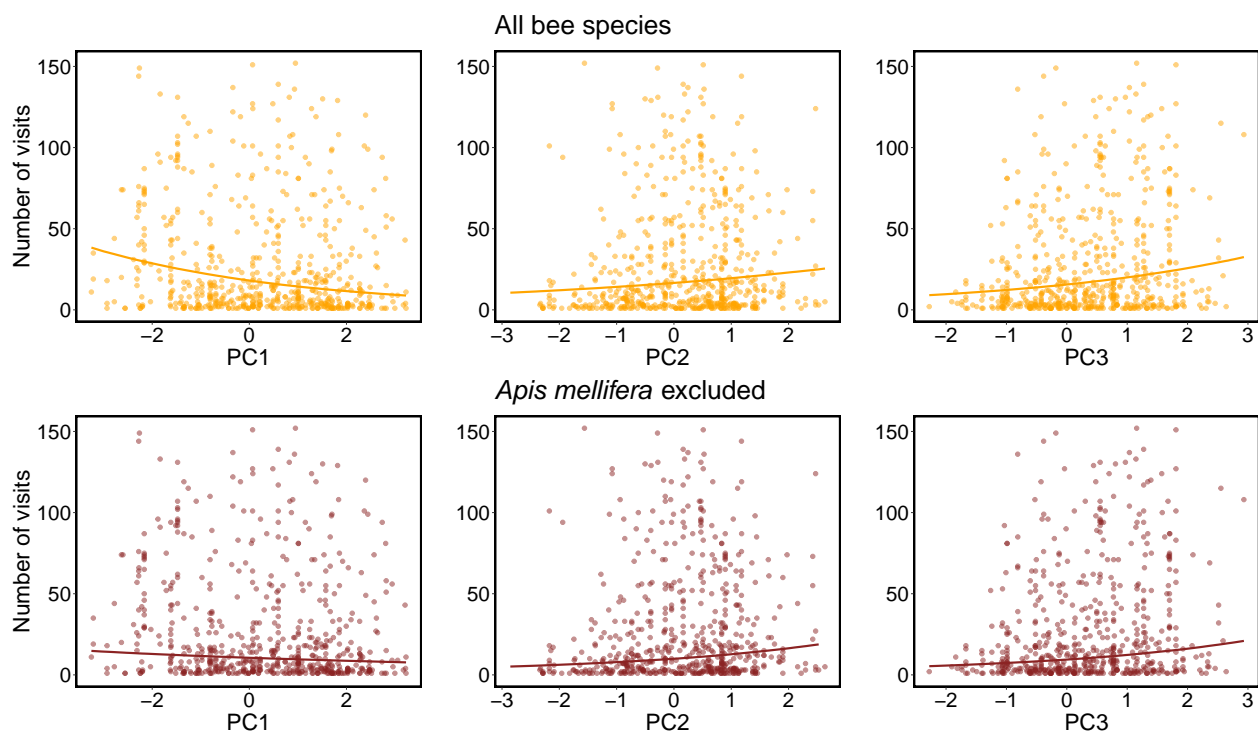 All bee species
Number of visits
150
100
50
0
−2 0 2
PC1
150
100
50
0
−3 −2 −1 0 1 2
PC2
150
100
50
0
−2 −1 0 1 2 3
PC3
Apis mellifera excluded
Number of visits
150
100
50
0
−2 0 2
PC1
150
100
50
0
−3 −2 −1 0 1 2
PC2
150
100
50
0
−2 −1 0 1 2 3
PC3